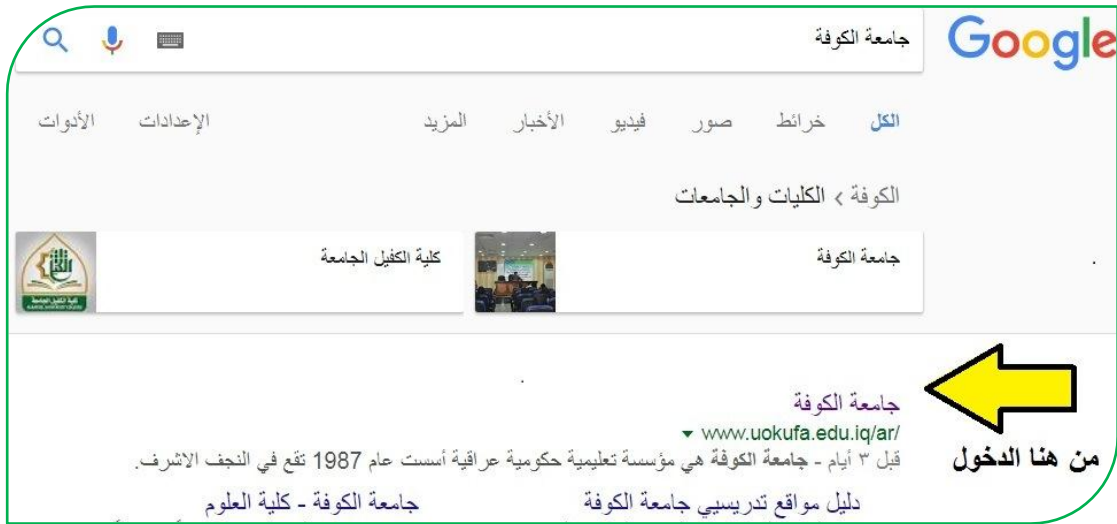 Google
جامعة الكوفة
الكل خرائط صور فيديو الأخبار المزيد الإعدادات الأدوات
الكوفة › الكليات والجامعات
جامعة الكوفة
كلية الكفيل الجامعة
جامعة الكوفة
www.uokufa.edu.iq/ar/
من هنا الدخول
قبل ٣ أيام - جامعة الكوفة هي مؤسسة تعليمية حكومية عراقية أسست عام 1987 تقع في النجف الاشرف.
دليل مواقع تدريسيي جامعة الكوفة
جامعة الكوفة - كلية العلوم